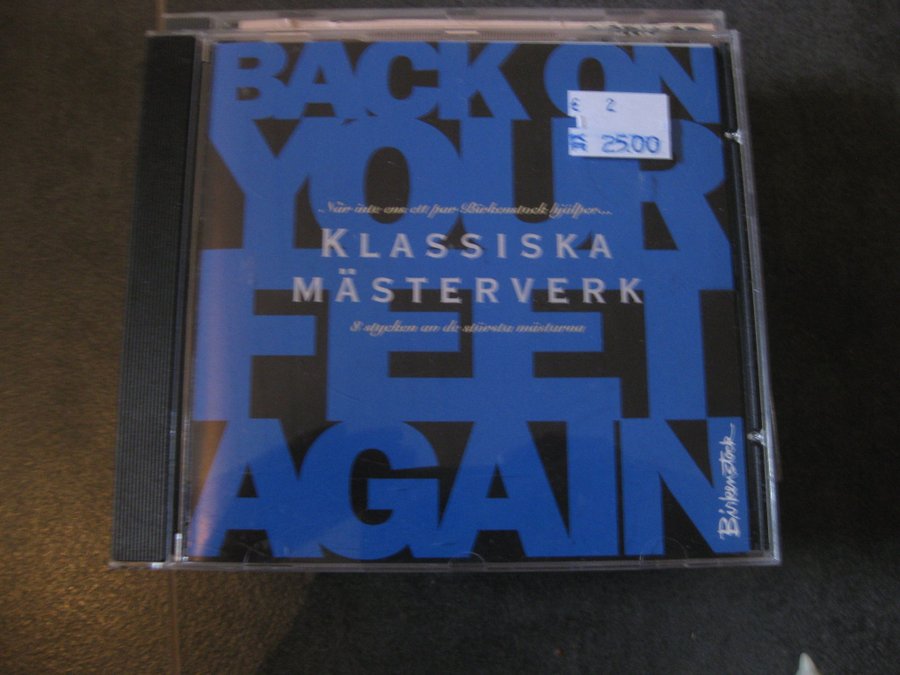 BACK ON
YOUR
FEET
AGAIN
När inte ens ett par Birkenstock hjälper...
KLASSISKA
MÄSTERVERK
8 stycken av de största mästarna
Birkenstock
€ 2
25.00